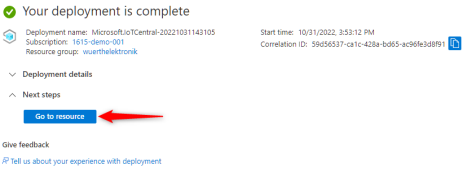 Your deployment is complete
Deployment name: Microsoft.IoTCentral-20221031143105
Subscription: 1615-demo-001
Resource group: wuerthelektronik
Start time: 10/31/2022, 3:53:12 PM
Correlation ID: 59d56537-ca1c-428a-bd65-ac96fe3d8f91
Deployment details
Next steps
Go to resource
Give feedback
Tell us about your experience with deployment